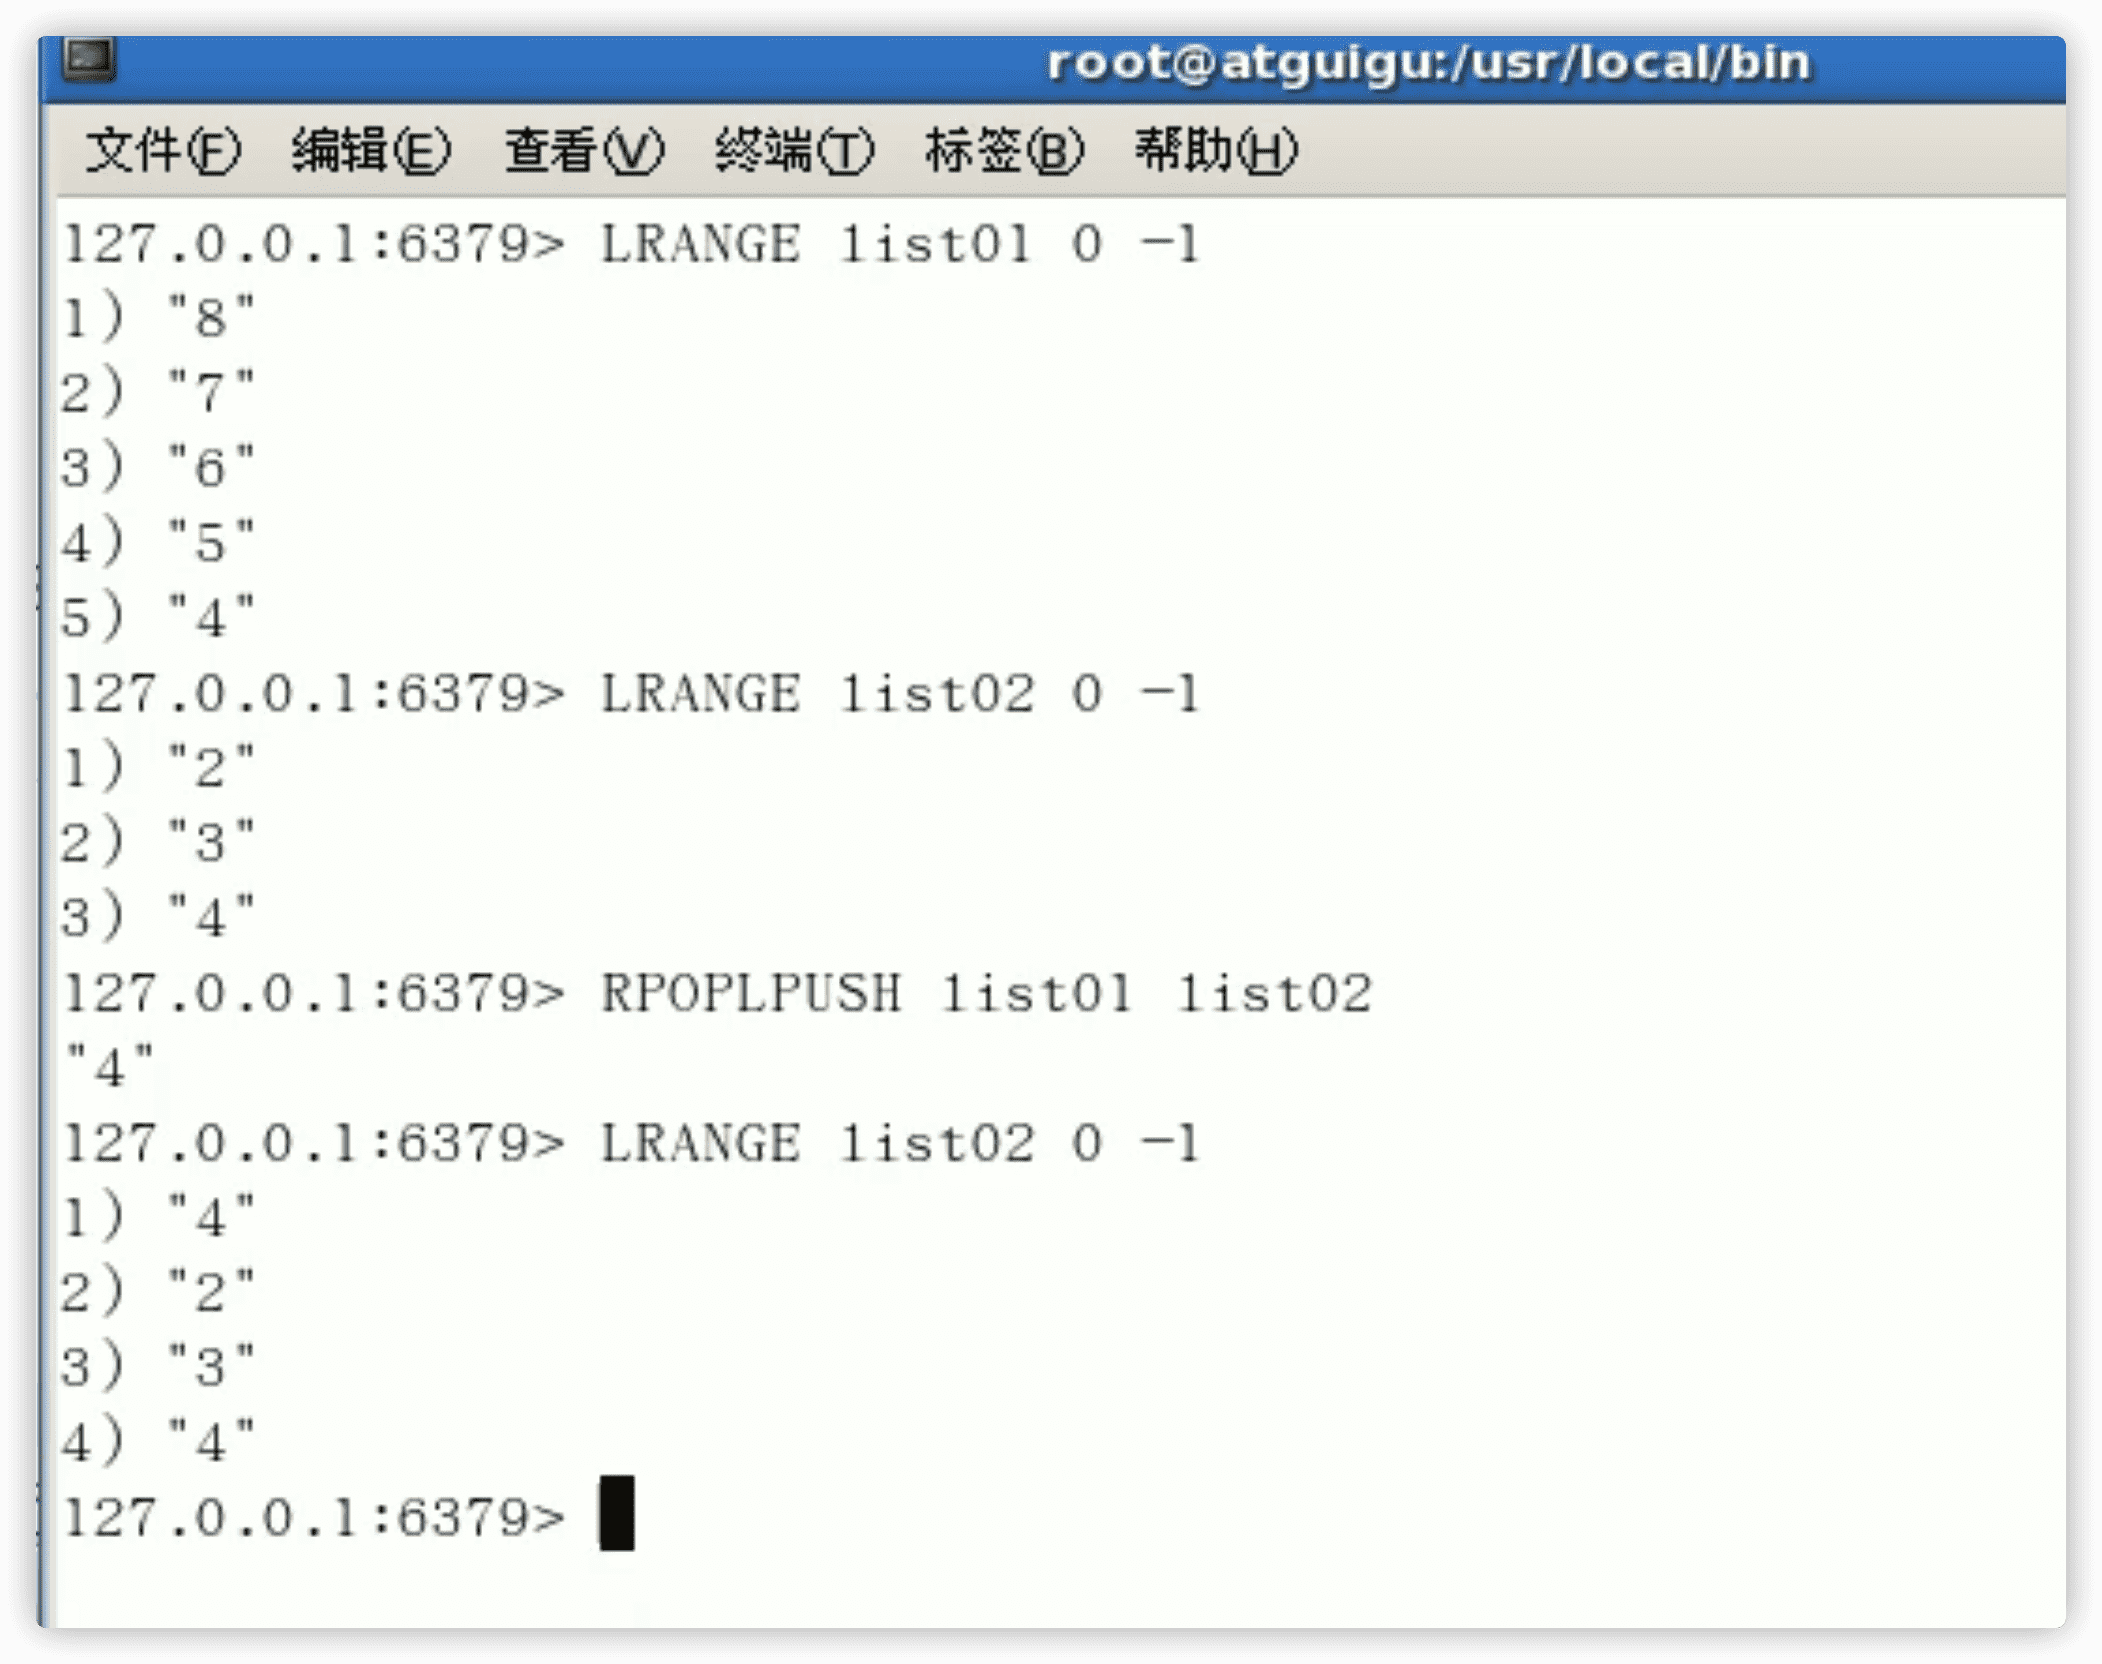 root@atguigu:/usr/local/bin
文件(F) 编辑(E) 查看(V) 终端(T) 标签(B) 帮助(H)
127.0.0.1:6379> LRANGE list01 0 -1
1) "8"
2) "7"
3) "6"
4) "5"
5) "4"
127.0.0.1:6379> LRANGE list02 0 -1
1) "2"
2) "3"
3) "4"
127.0.0.1:6379> RPOPLPUSH list01 list02
"4"
127.0.0.1:6379> LRANGE list02 0 -1
1) "4"
2) "2"
3) "3"
4) "4"
127.0.0.1:6379>